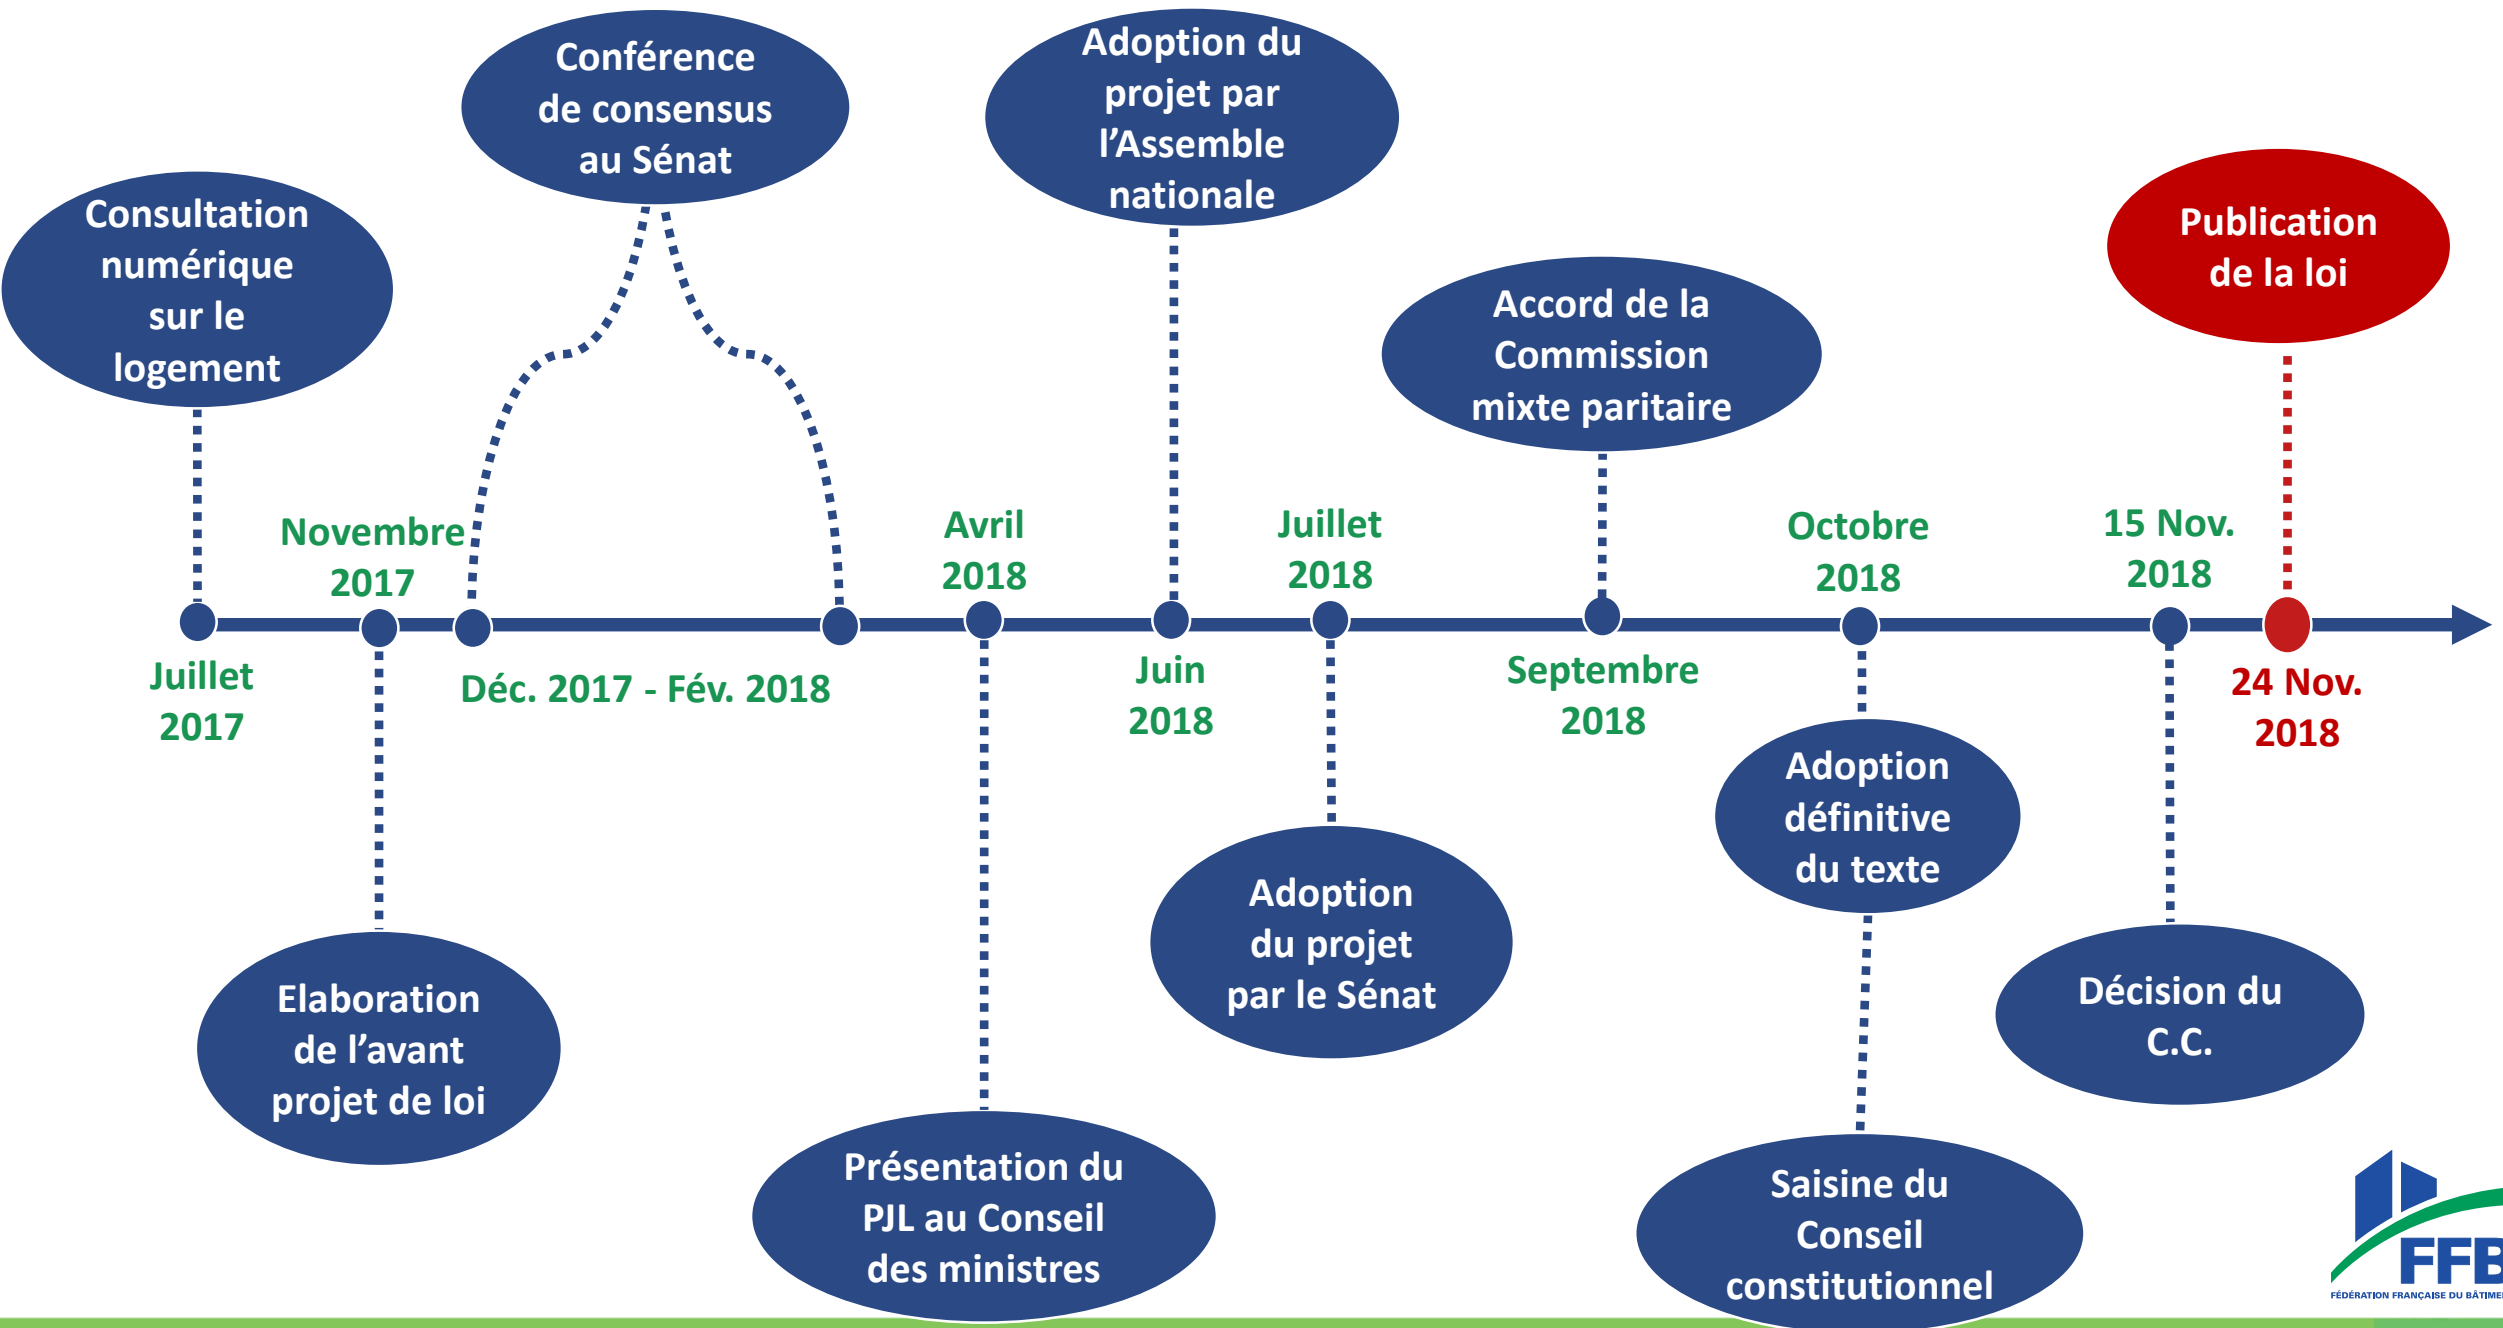 Conférence
de consensus
au Sénat
Adoption du
projet par
l’Assemble
nationale
Consultation
numérique
sur le
logement
Publication
de la loi
Accord de la
Commission
mixte paritaire
Novembre
2017
Avril
2018
Juillet
2018
Octobre
2018
15 Nov.
2018
Juillet
2017
Déc. 2017 - Fév. 2018
Juin
2018
Septembre
2018
24 Nov.
2018
Adoption
définitive
du texte
Adoption
du projet
par le Sénat
Elaboration
de l’avant
projet de loi
Décision du
C.C.
Présentation du
PJL au Conseil
des ministres
Saisine du
Conseil
constitutionnel
FFB
FÉDÉRATION FRANÇAISE DU